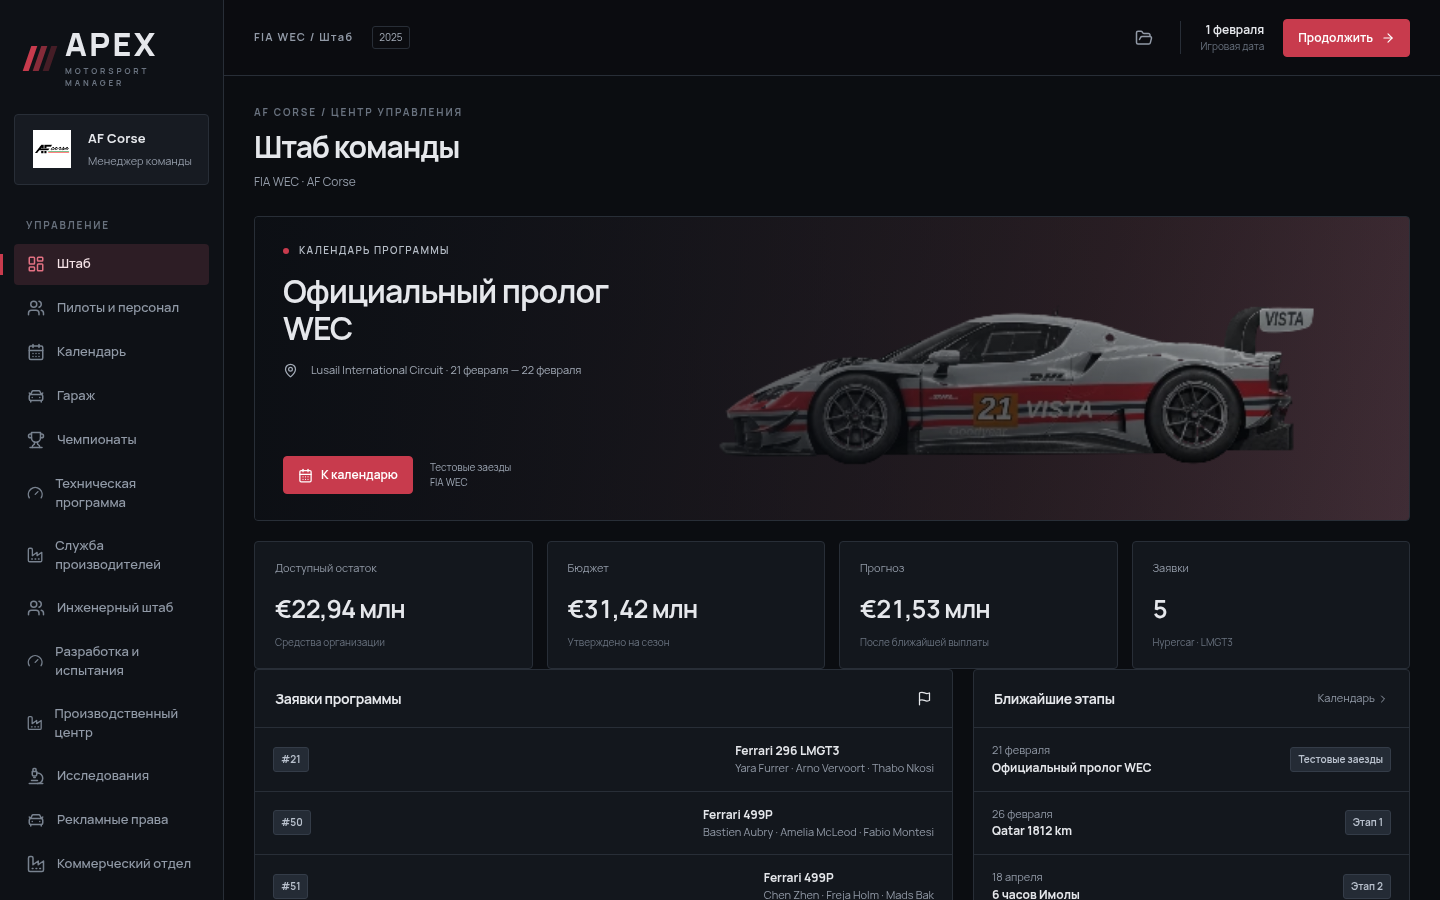 APEX
MOTORSPORT
MANAGER
AF Corse
Менеджер команды
УПРАВЛЕНИЕ
Штаб
Пилоты и персонал
Календарь
Гараж
Чемпионаты
Техническая
программа
Служба
производителей
Инженерный штаб
Разработка и
испытания
Производственный
центр
Исследования
Рекламные права
Коммерческий отдел
FIA WEC / Штаб
2025
1 февраля
Игровая дата
Продолжить
AF CORSE / ЦЕНТР УПРАВЛЕНИЯ
Штаб команды
FIA WEC · AF Corse
КАЛЕНДАРЬ ПРОГРАММЫ
Официальный пролог
WEC
Lusail International Circuit · 21 февраля — 22 февраля
К календарю
Тестовые заезды
FIA WEC
VISTA
21
VISTA
Доступный остаток
€22,94 млн
Средства организации
Бюджет
€31,42 млн
Утверждено на сезон
Прогноз
€21,53 млн
После ближайшей выплаты
Заявки
5
Hypercar · LMGT3
Заявки программы
#21
Ferrari 296 LMGT3
Yara Furrer · Arno Vervoort · Thabo Nkosi
#50
Ferrari 499P
Bastien Aubry · Amelia McLeod · Fabio Montesi
#51
Ferrari 499P
Chen Zhen · Freja Holm · Mads Bak
Ближайшие этапы
Календарь
21 февраля
Официальный пролог WEC
Тестовые заезды
26 февраля
Qatar 1812 km
Этап 1
18 апреля
6 часов Имолы
Этап 2